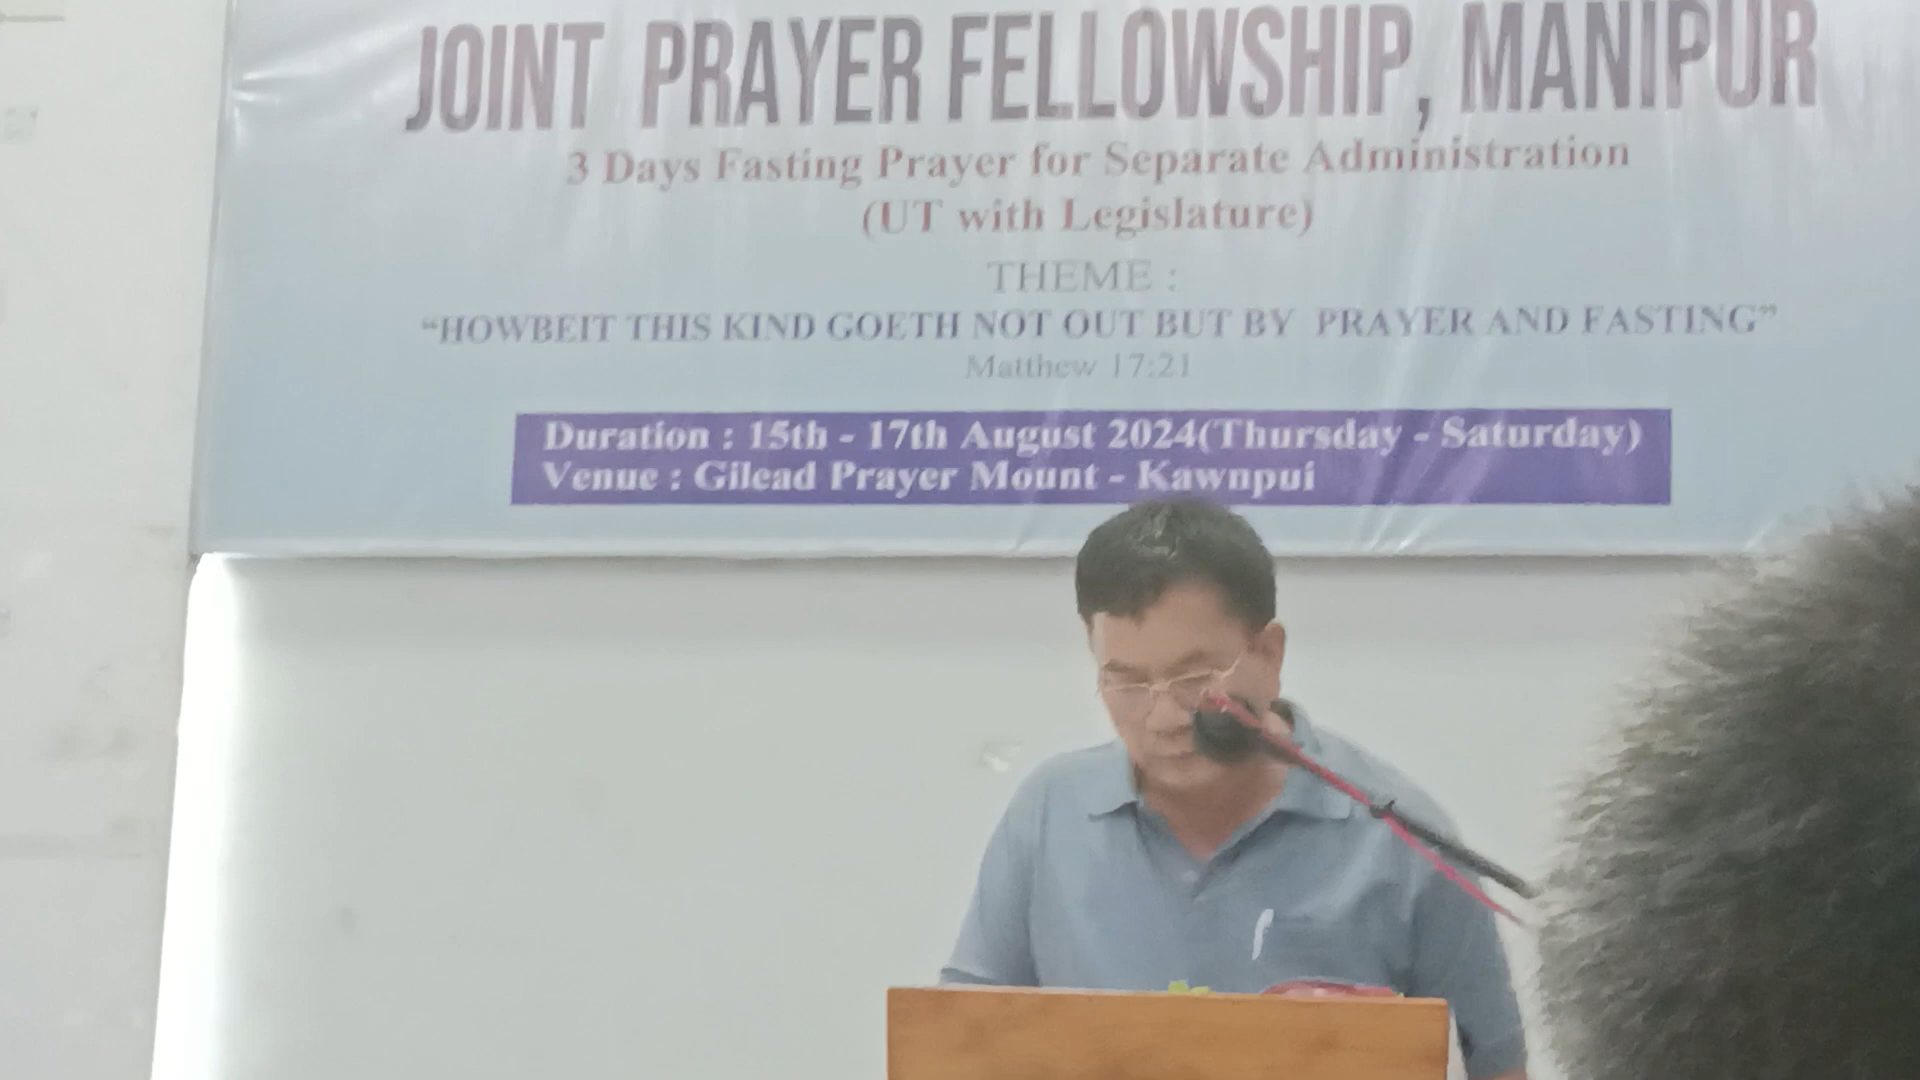 JOINT PRAYER FELLOWSHIP, MANIPUR
3 Days Fasting Prayer for Separate Administration
(UT with Legislature)
THEME :
“HOWBEIT THIS KIND GOETH NOT OUT BUT BY PRAYER AND FASTING”
Matthew 17:21
Duration : 15th - 17th August 2024(Thursday - Saturday)
Venue : Gilead Prayer Mount - Kawnpui